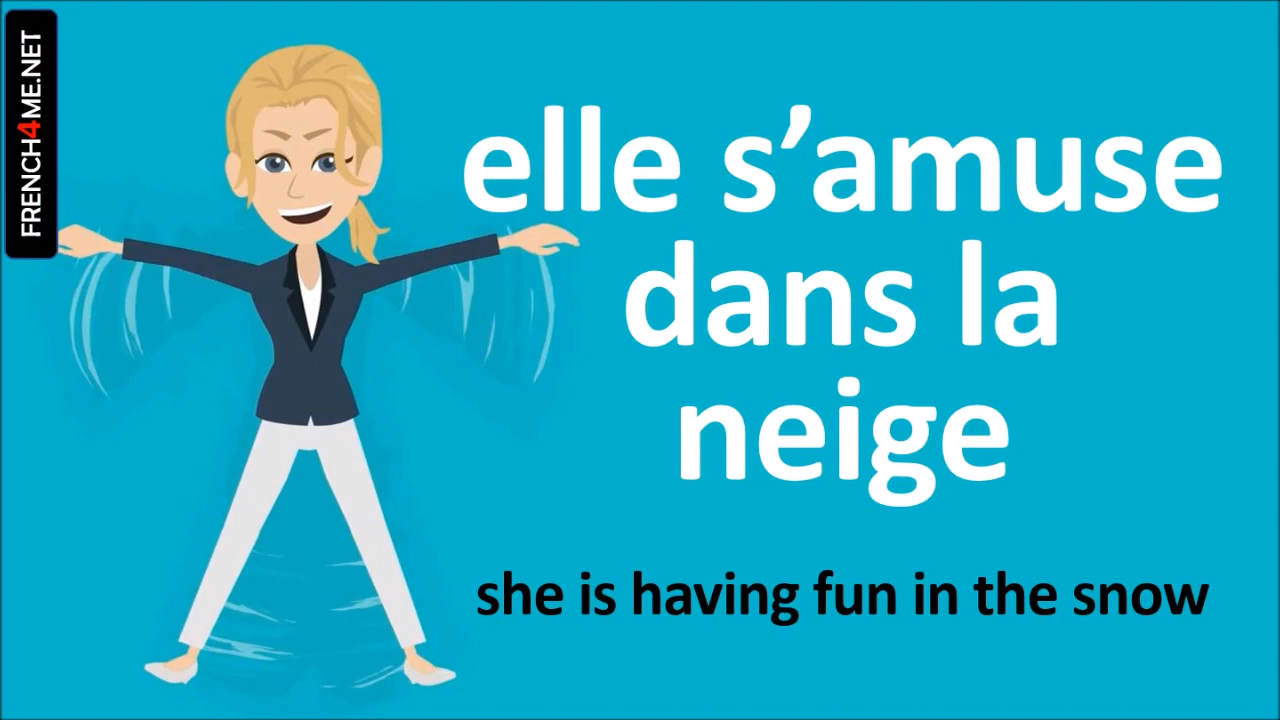 FRENCH4ME.NET
elle s’amuse
dans la
neige
she is having fun in the snow